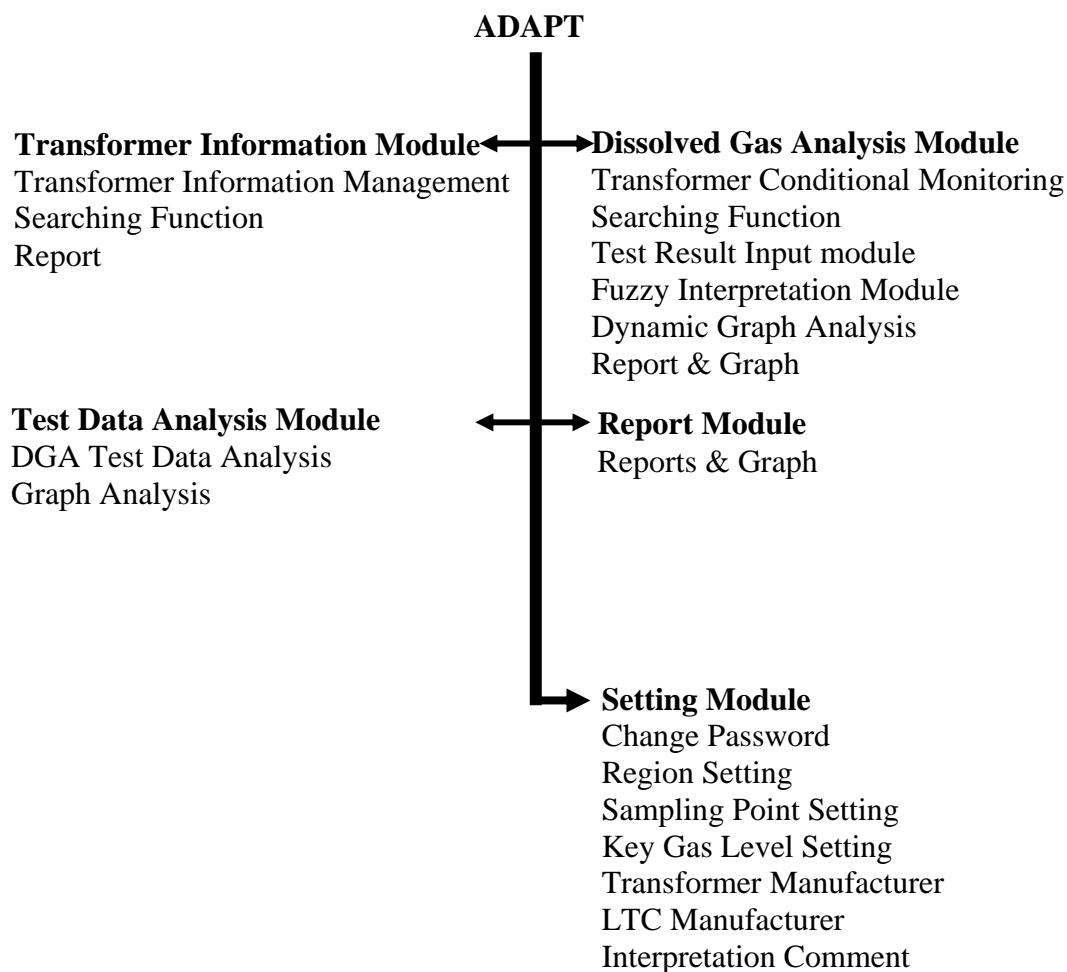 ADAPT
Transformer Information Module
Transformer Information Management
Searching Function
Report
Dissolved Gas Analysis Module
Transformer Conditional Monitoring
Searching Function
Test Result Input module
Fuzzy Interpretation Module
Dynamic Graph Analysis
Report & Graph
Test Data Analysis Module
DGA Test Data Analysis
Graph Analysis
Report Module
Reports & Graph
Setting Module
Change Password
Region Setting
Sampling Point Setting
Key Gas Level Setting
Transformer Manufacturer
LTC Manufacturer
Interpretation Comment